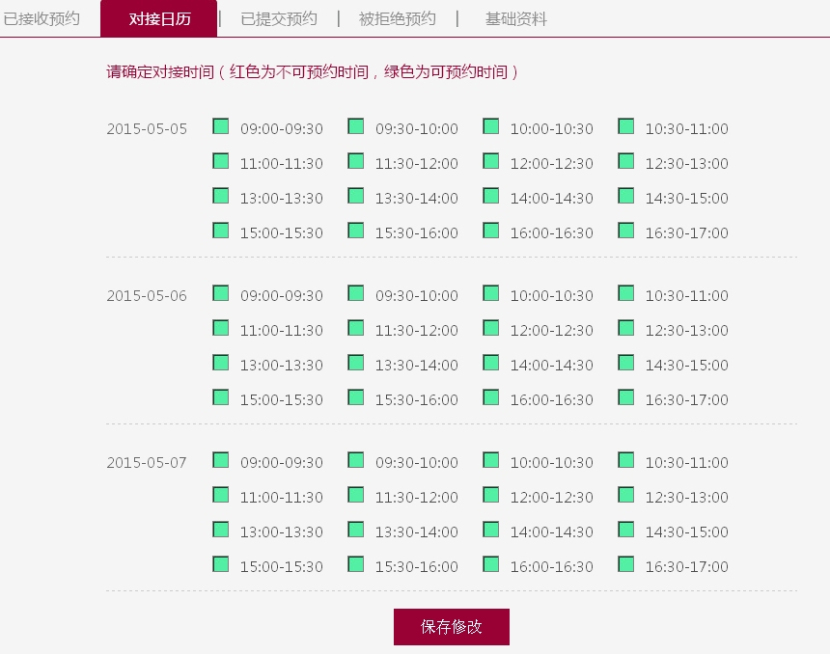 已接收预约 对接日历 | 已提交预约 | 被拒绝预约 | 基础资料
请确定对接时间（红色为不可预约时间，绿色为可预约时间）
2015-05-05 09:00-09:30 09:30-10:00 10:00-10:30 10:30-11:00
11:00-11:30 11:30-12:00 12:00-12:30 12:30-13:00
13:00-13:30 13:30-14:00 14:00-14:30 14:30-15:00
15:00-15:30 15:30-16:00 16:00-16:30 16:30-17:00
2015-05-06 09:00-09:30 09:30-10:00 10:00-10:30 10:30-11:00
11:00-11:30 11:30-12:00 12:00-12:30 12:30-13:00
13:00-13:30 13:30-14:00 14:00-14:30 14:30-15:00
15:00-15:30 15:30-16:00 16:00-16:30 16:30-17:00
2015-05-07 09:00-09:30 09:30-10:00 10:00-10:30 10:30-11:00
11:00-11:30 11:30-12:00 12:00-12:30 12:30-13:00
13:00-13:30 13:30-14:00 14:00-14:30 14:30-15:00
15:00-15:30 15:30-16:00 16:00-16:30 16:30-17:00
保存修改